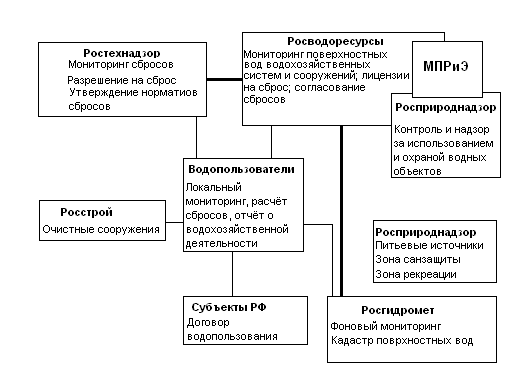 Ростехнадзор
Мониторинг сбросов
Разрешение на сброс
Утверждение нормативов
сбросов
Росводоресурсы
Мониторинг поверхностных
вод водохозяйственных
систем и сооружений; лицензии
на сброс; согласование
сбросов
МПРиЭ
Росприроднадзор
Контроль и надзор
за использованием
и охраной водных
объектов
Водопользователи
Локальный
мониторинг, расчёт
сбросов, отчёт о
водохозяйственной
деятельности
Росстрой
Очистные сооружения
Росприроднадзор
Питьевые источники
Зона санзащиты
Зона рекреации
Субъекты РФ
Договор
водопользования
Росгидромет
Фоновый мониторинг
Кадастр поврхностных вод